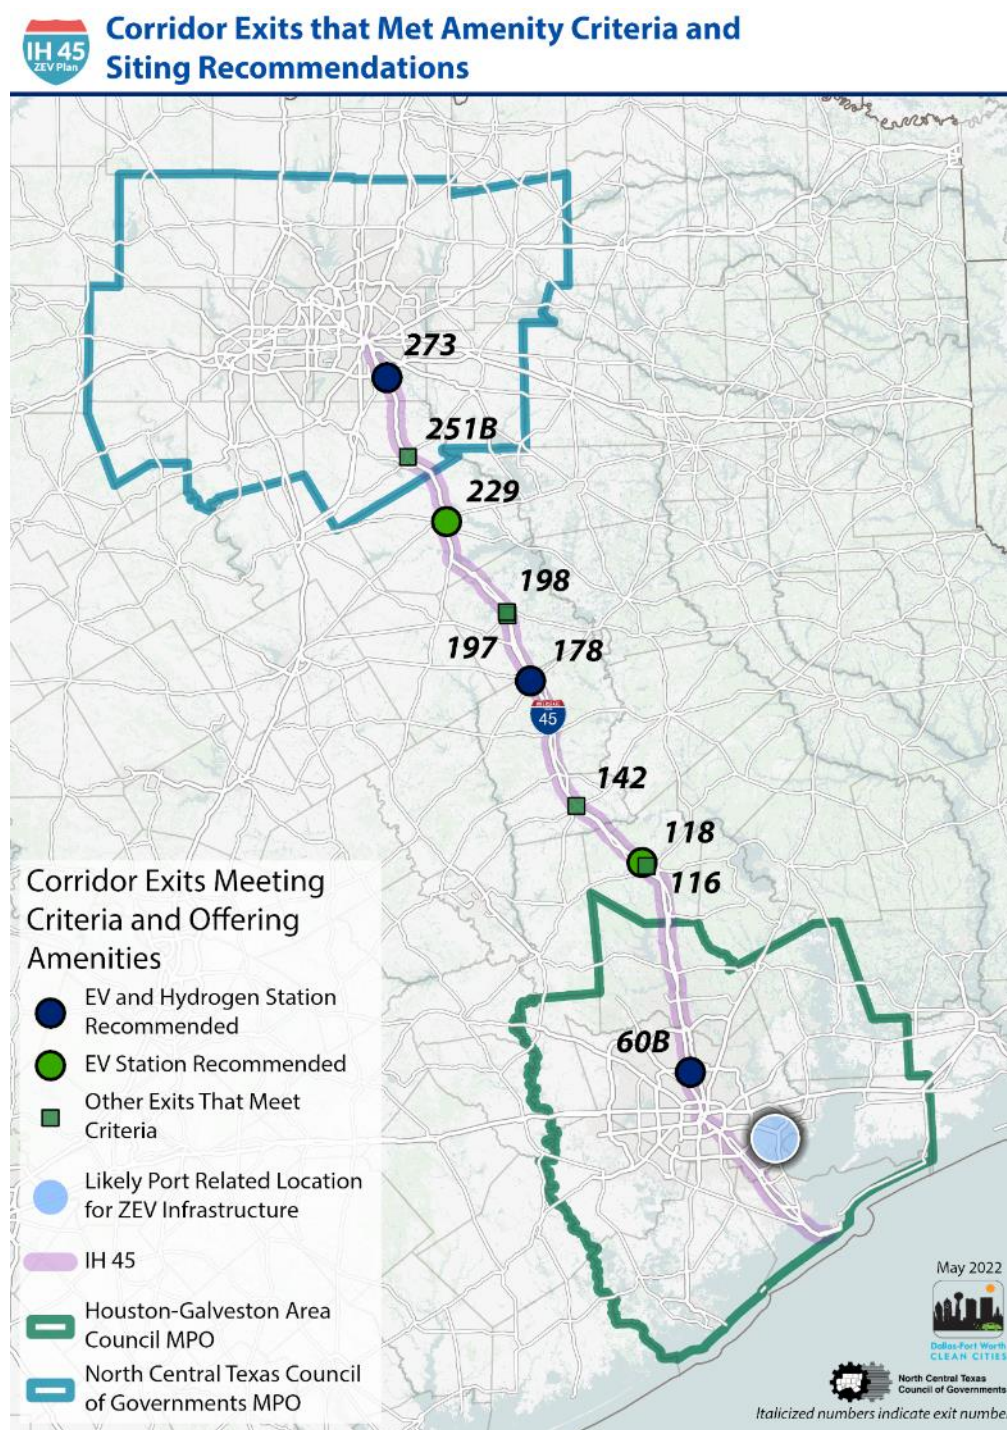 IH 45
ZEV Plan
Corridor Exits that Met Amenity Criteria and
Siting Recommendations
273
251B
229
198
197
178
45
142
118
116
60B
Corridor Exits Meeting
Criteria and Offering
Amenities
EV and Hydrogen Station
Recommended
EV Station Recommended
Other Exits That Meet
Criteria
Likely Port Related Location
for ZEV Infrastructure
IH 45
Houston-Galveston Area
Council MPO
North Central Texas Council
of Governments MPO
May 2022
Dallas-Fort Worth
CLEAN CITIES
North Central Texas
Council of Governments
Italicized numbers indicate exit number